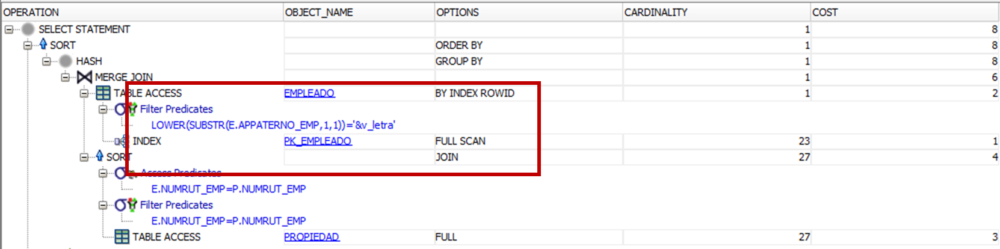 OPERATION OBJECT_NAME OPTIONS CARDINALITY COST
SELECT STATEMENT 1 8
SORT ORDER BY 1 8
HASH GROUP BY 1 8
MERGE JOIN 1 6
TABLE ACCESS EMPLEADO BY INDEX ROWID 1 2
Filter Predicates
LOWER(SUBSTR(E.APPATERNO_EMP,1,1))='&v_letra'
INDEX PK_EMPLEADO FULL SCAN 23 1
SORT JOIN 27 4
Access Predicates
E.NUMRUT_EMP=P.NUMRUT_EMP
Filter Predicates
E.NUMRUT_EMP=P.NUMRUT_EMP
TABLE ACCESS PROPIEDAD FULL 27 3